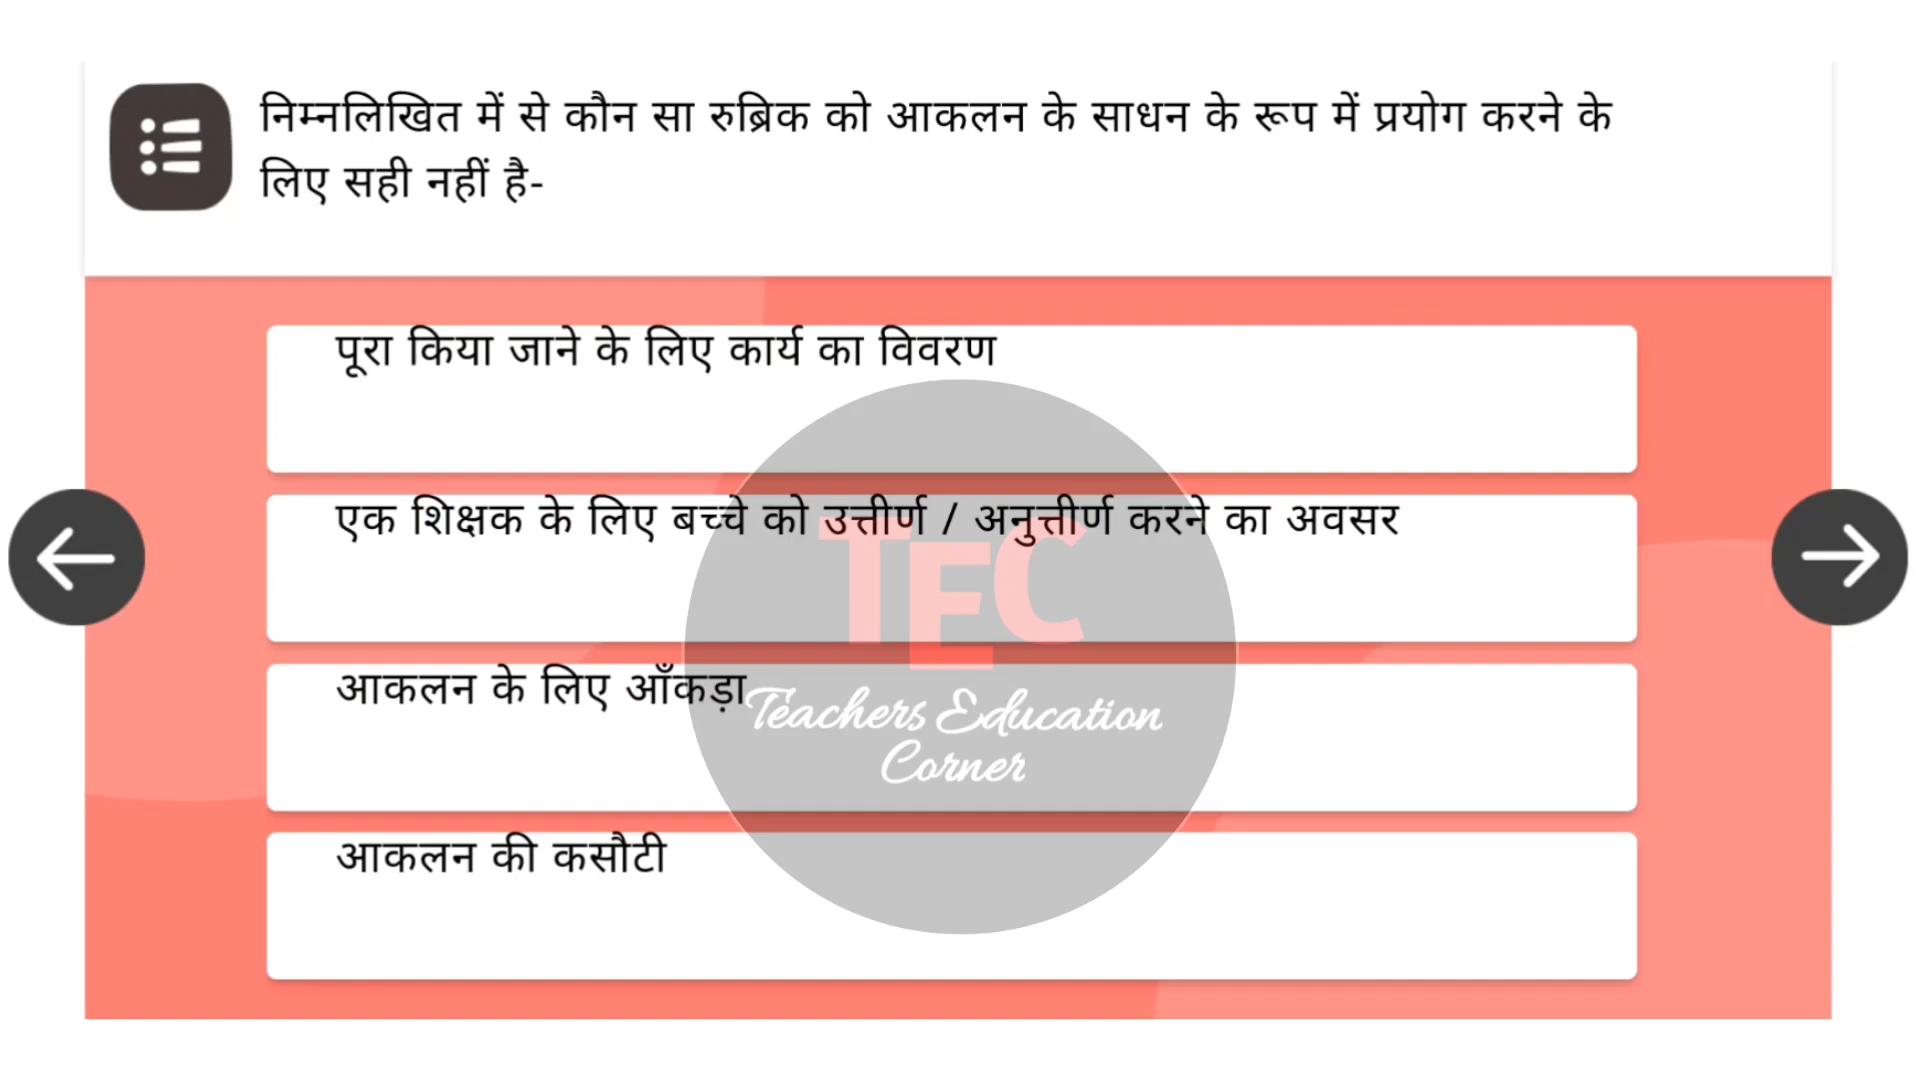 निम्नलिखित में से कौन सा रुब्रिक को आकलन के साधन के रूप में प्रयोग करने के
लिए सही नहीं है-
पूरा किया जाने के लिए कार्य का विवरण
एक शिक्षक के लिए बच्चे को उत्तीर्ण / अनुत्तीर्ण करने का अवसर
TEC
आकलन के लिए आँकड़ा
Teachers Education
Corner
आकलन की कसौटी